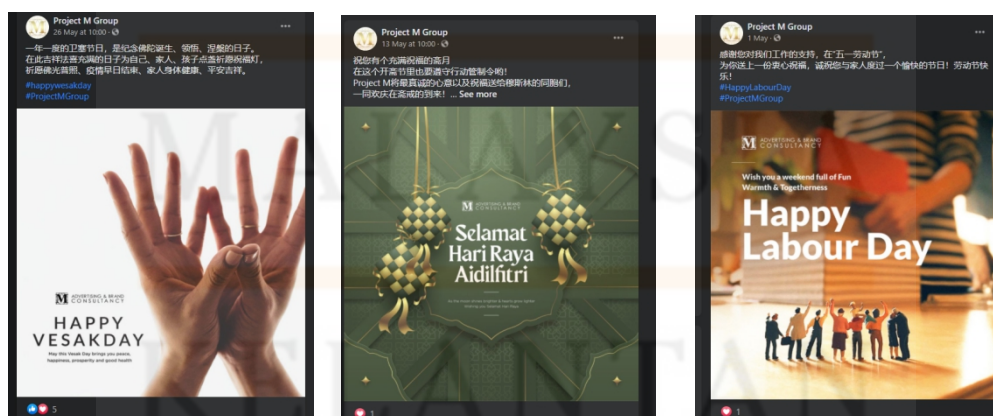 Project M Group
26 May at 10:00
一年一度的卫塞节日，是纪念佛陀诞生、领悟、涅槃的日子。
在此吉祥法喜充满的日子为自己、家人、孩子点盏祈愿祝福灯，
祈愿佛光普照、疫情早日结束、家人身体健康、平安吉祥。
#happywesakday
#ProjectMGroup
M ADVERTISING & BRAND
CONSULTANCY
HAPPY
VESAKDAY
May this Vesak Day brings you peace,
happiness, prosperity and good health
5
Project M Group
13 May at 10:00
祝您有个充满祝福的斋月
在这个开斋节里也要遵守行动管制令哟！
Project M将最真诚的心意以及祝福送给穆斯林的同胞们，
一同欢庆在斋戒的到来！... See more
M ADVERTISING & BRAND
CONSULTANCY
Selamat
Hari Raya
Aidilfitri
1
Project M Group
1 May
感谢您对我们工作的支持，在“五一劳动节”，
为你送上一份衷心祝福，诚祝您与家人度过一个愉快的节日！劳动节快
乐！
#HappyLabourDay
#ProjectMGroup
M ADVERTISING & BRAND
CONSULTANCY
Wish you a weekend full of Fun
Warmth & Togetherness
Happy
Labour Day
1
MALAYSIA
KELANTAN